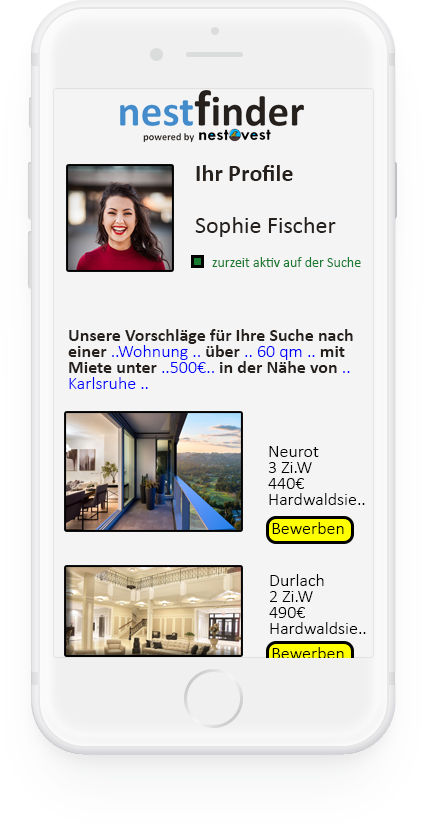 nestfinder
powered by nestovest
Ihr Profile
Sophie Fischer
zurzeit aktiv auf der Suche
Unsere Vorschläge für Ihre Suche nach
einer ..Wohnung .. über .. 60 qm .. mit
Miete unter ..500€.. in der Nähe von ..
Karlsruhe ..
Neurot
3 Zi.W
440€
Hardwaldsie..
Bewerben
Durlach
2 Zi.W
490€
Hardwaldsie..
Bewerben